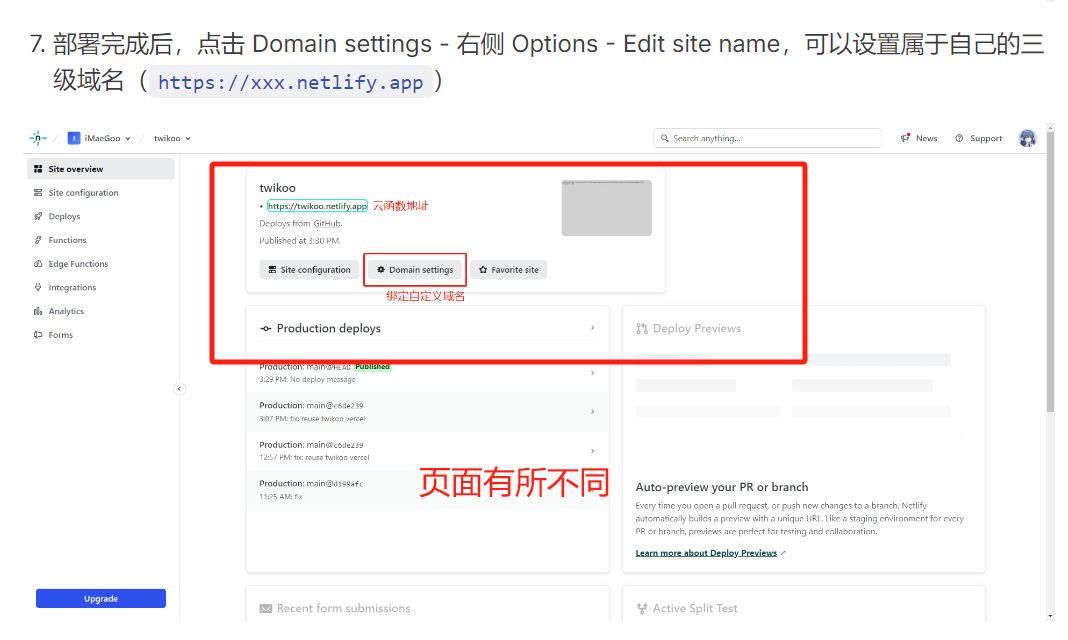 7. 部署完成后，点击 Domain settings - 右侧 Options - Edit site name，可以设置属于自己的三
级域名（https://xxx.netlify.app）
I iMaeGoo / twikoo
Search anything...
News
Support
Site overview
Site configuration
Deploys
Functions
Edge Functions
Integrations
Analytics
Forms
Upgrade
twikoo
https://twikoo.netlify.app 云函数地址
Deploys from GitHub.
Published at 3:30 PM.
Site configuration
Domain settings
Favorite site
绑定自定义域名
Production deploys
Production: main@HEAD Published
3:29 PM: No deploy message
Production: main@c6de239
3:07 PM: fix: reuse twikoo vercel
Production: main@c6de239
12:57 PM: fix: reuse twikoo vercel
Production: main@d199afc
11:25 AM: fix
页面有所不同
Deploy Previews
Auto-preview your PR or branch
Every time you open a pull request, or push new changes to a branch, Netlify
automatically builds a preview with a unique URL. Like a staging environment for every
PR or branch, previews are perfect for testing and collaboration.
Learn more about Deploy Previews
Recent form submissions
Active Split Test